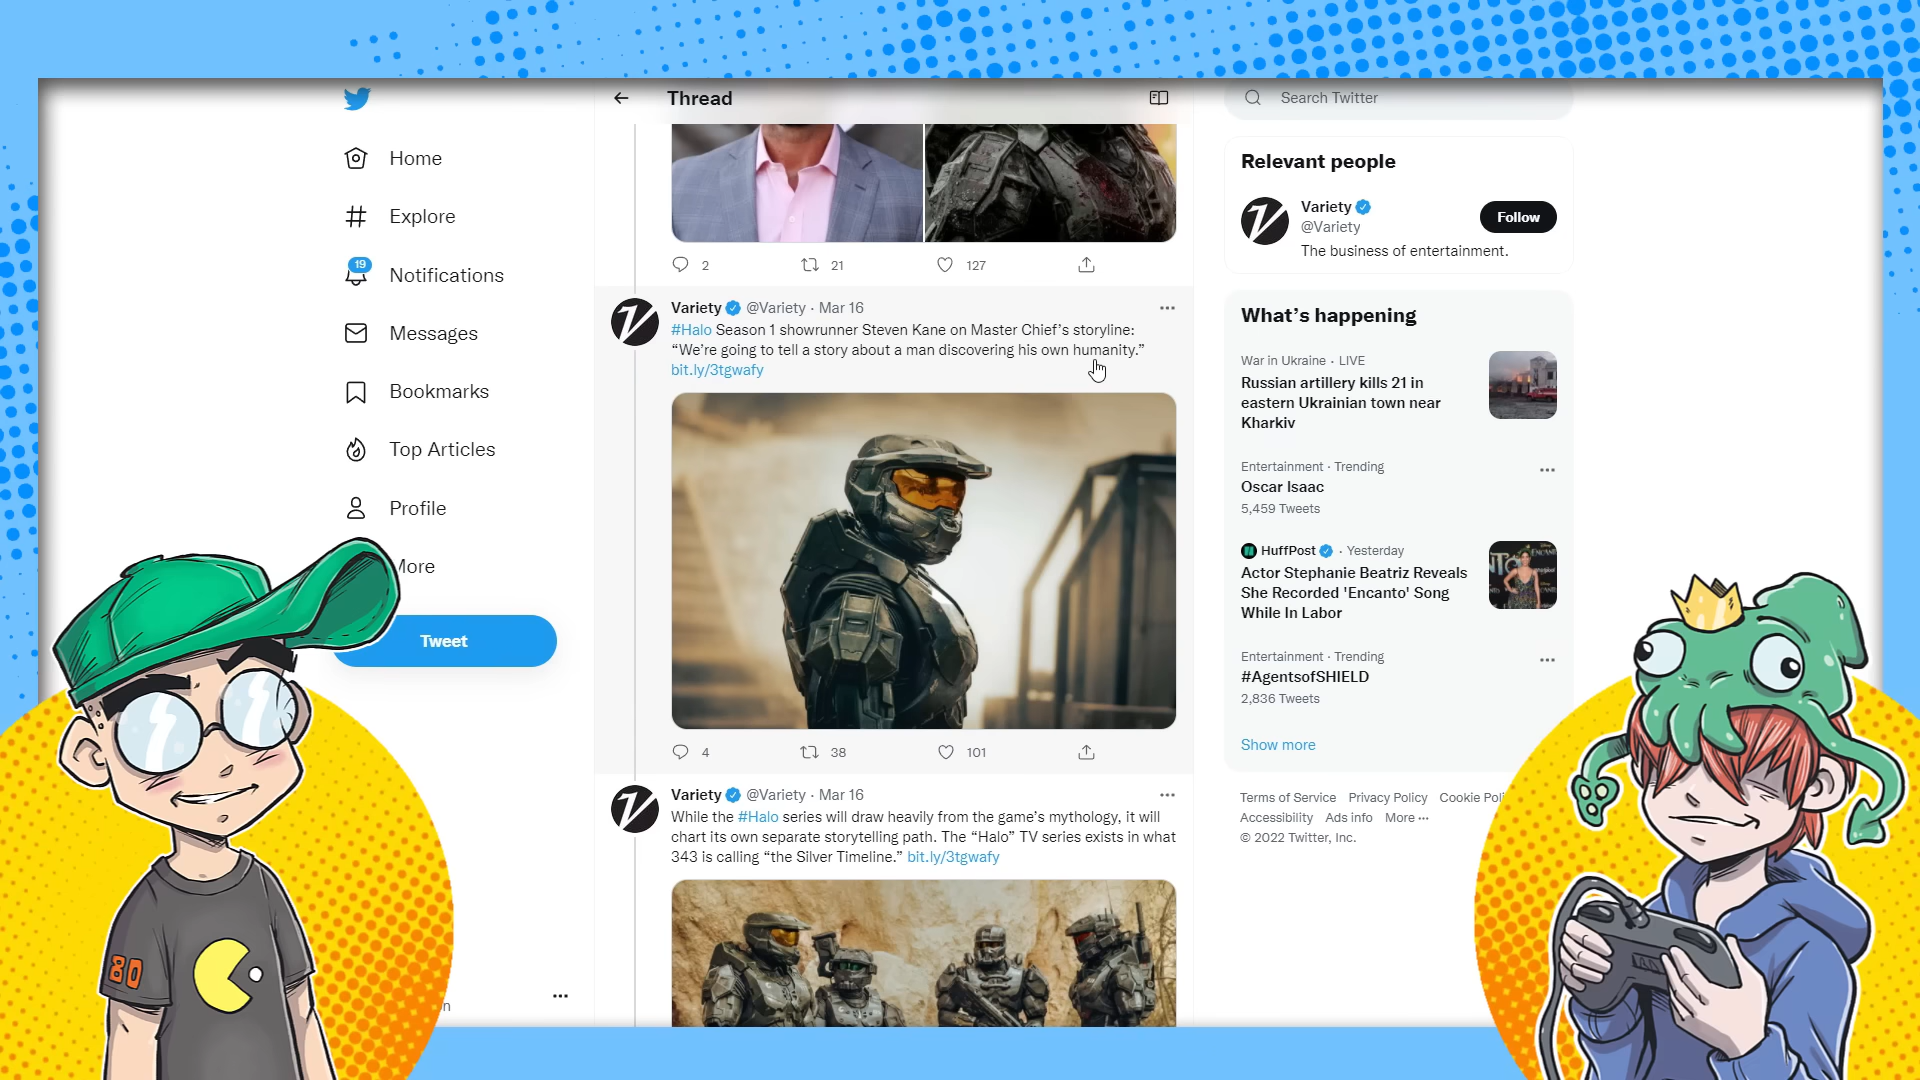 Home
Explore
19
Notifications
Messages
Bookmarks
Top Articles
Profile
More
Tweet
Thread
2
21
127
Variety @Variety · Mar 16
#Halo Season 1 showrunner Steven Kane on Master Chief's storyline:
“We're going to tell a story about a man discovering his own humanity.”
bit.ly/3tgwafy
4
38
101
Variety @Variety · Mar 16
While the #Halo series will draw heavily from the game's mythology, it will
chart its own separate storytelling path. The “Halo” TV series exists in what
343 is calling “the Silver Timeline.” bit.ly/3tgwafy
Search Twitter
Relevant people
Variety
@Variety
Follow
The business of entertainment.
What's happening
War in Ukraine · LIVE
Russian artillery kills 21 in
eastern Ukrainian town near
Kharkiv
Entertainment · Trending
Oscar Isaac
5,459 Tweets
HuffPost · Yesterday
Actor Stephanie Beatriz Reveals
She Recorded 'Encanto' Song
While In Labor
Entertainment · Trending
#AgentsofSHIELD
2,836 Tweets
Show more
Terms of Service Privacy Policy Cookie Poli
Accessibility Ads info More ···
© 2022 Twitter, Inc.
80